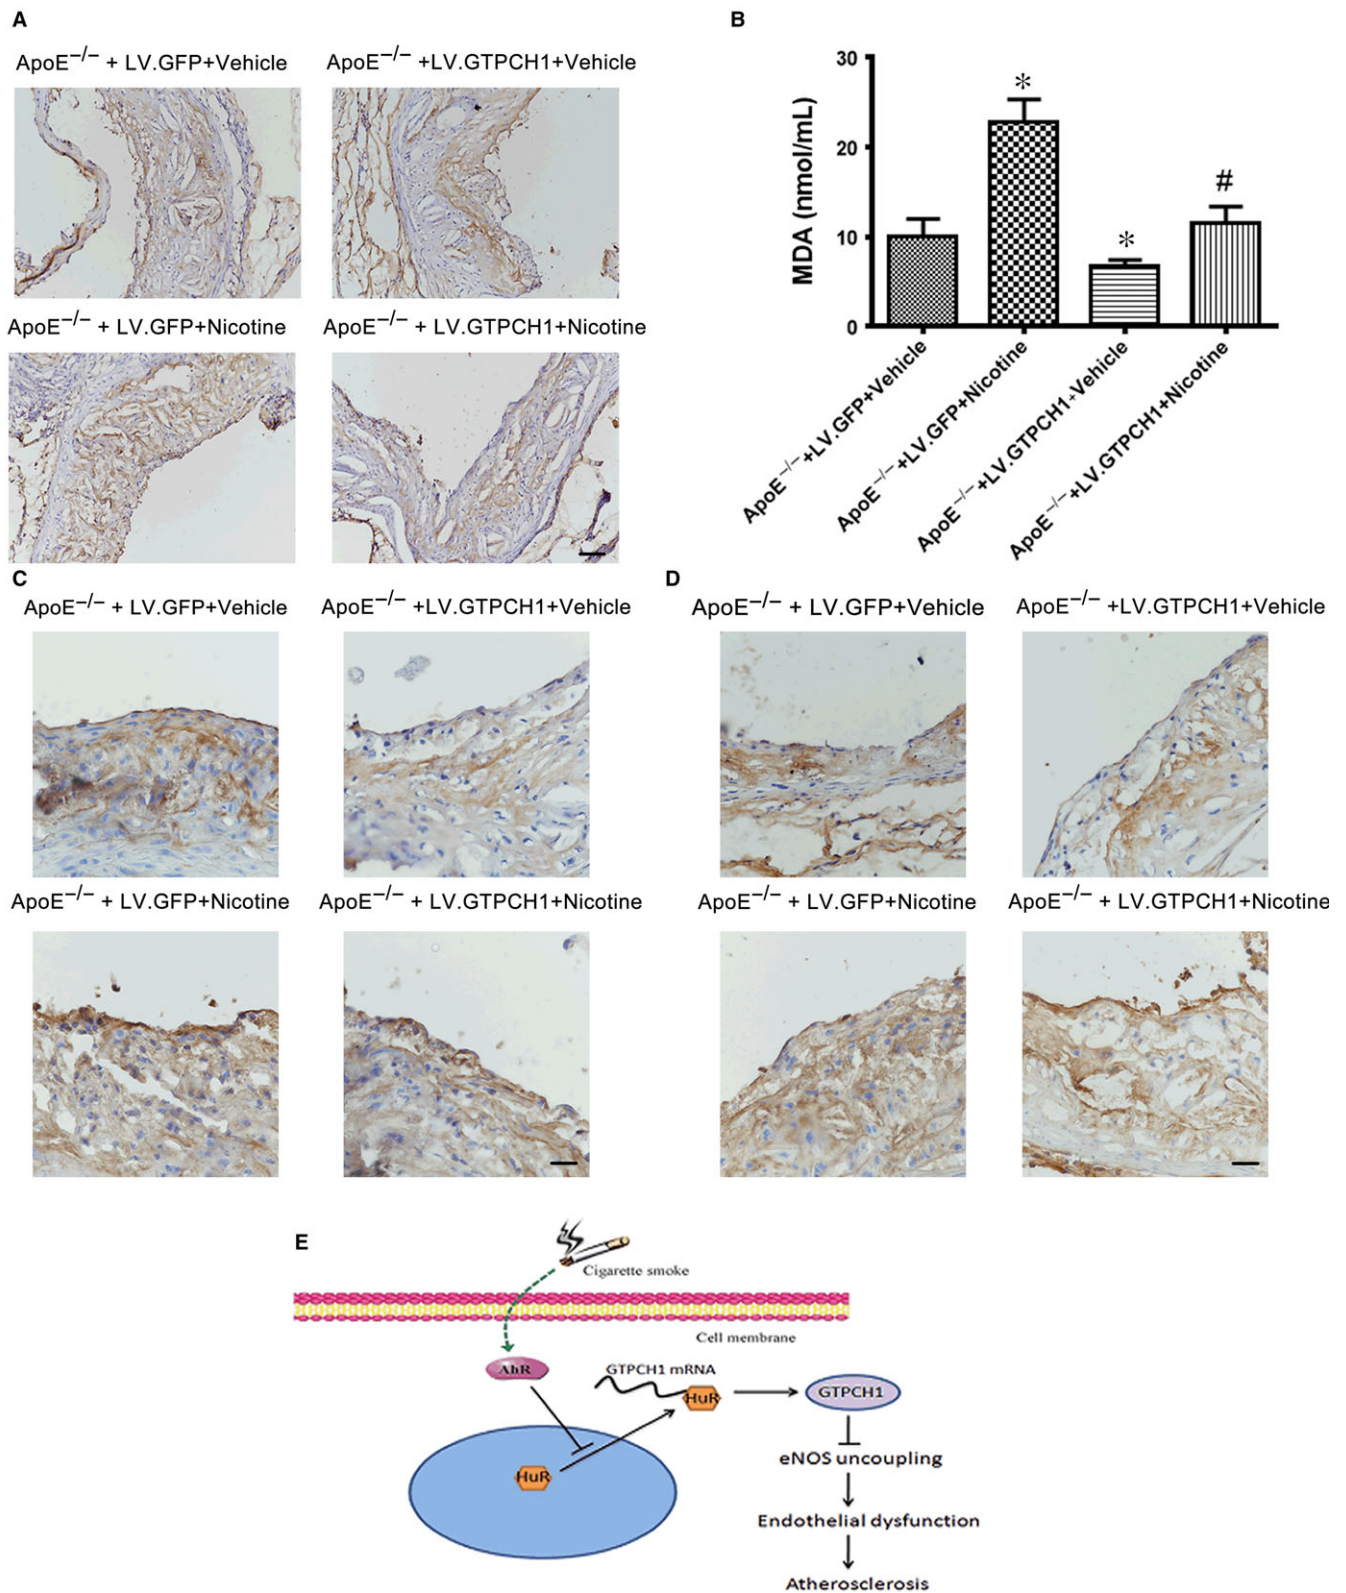 A
ApoE−/− + LV.GFP+Vehicle
ApoE−/− +LV.GTPCH1+Vehicle
ApoE−/− + LV.GFP+Nicotine
ApoE−/− + LV.GTPCH1+Nicotine
B
MDA (nmol/mL)
30
20
10
0
*
*
#
ApoE−/−+LV.GFP+Vehicle
ApoE−/−+LV.GFP+Nicotine
ApoE−/−+LV.GTPCH1+Vehicle
ApoE−/−+LV.GTPCH1+Nicotine
C
ApoE−/− + LV.GFP+Vehicle
ApoE−/− +LV.GTPCH1+Vehicle
ApoE−/− + LV.GFP+Nicotine
ApoE−/− + LV.GTPCH1+Nicotine
D
ApoE−/− + LV.GFP+Vehicle
ApoE−/− +LV.GTPCH1+Vehicle
ApoE−/− + LV.GFP+Nicotine
ApoE−/− + LV.GTPCH1+Nicotine
E
Cigarette smoke
Cell membrane
AhR
GTPCH1 mRNA
HuR
GTPCH1
HuR
eNOS uncoupling
Endothelial dysfunction
Atherosclerosis